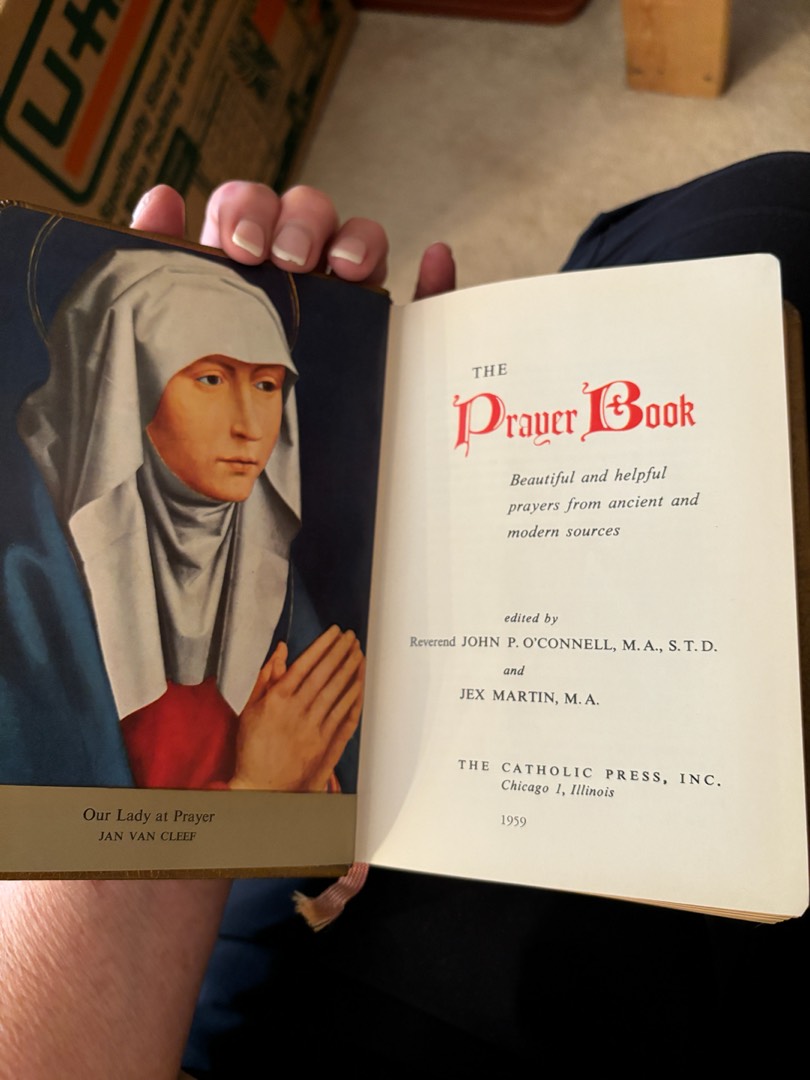 U-H
Our Lady at Prayer
JAN VAN CLEEF
THE
Prayer Book
Beautiful and helpful
prayers from ancient and
modern sources
edited by
Reverend JOHN P. O'CONNELL, M.A., S.T.D.
and
JEX MARTIN, M.A.
THE CATHOLIC PRESS, INC.
Chicago 1, Illinois
1959